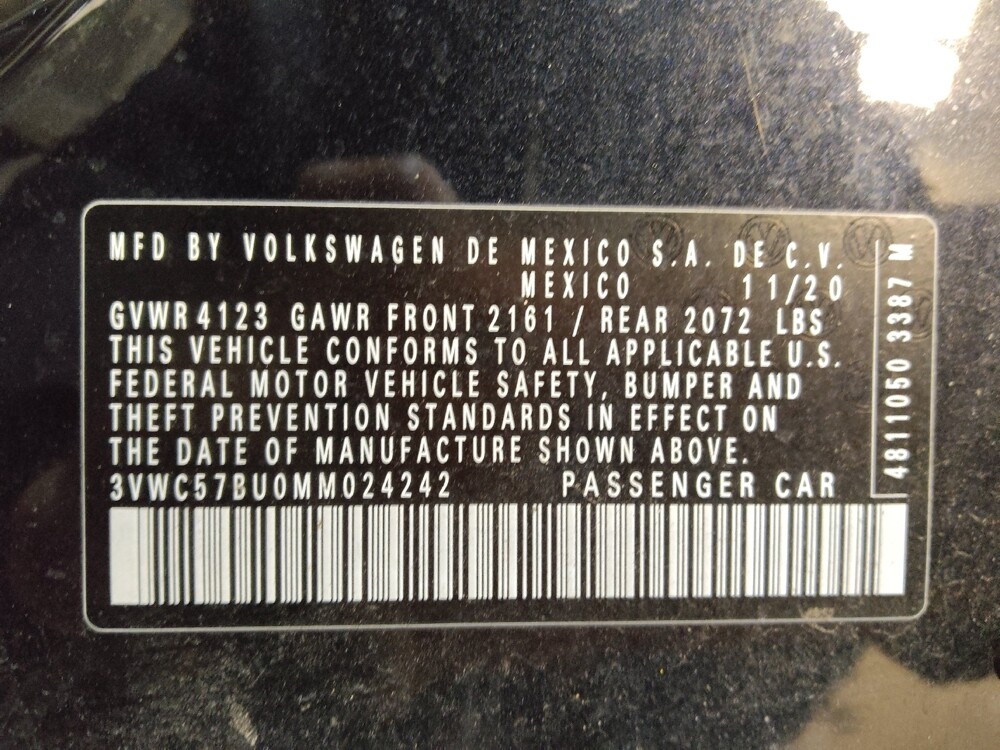 MFD BY VOLKSWAGEN DE MEXICO S.A. DE C.V.
MEXICO 11/20
GVWR 4123 GAWR FRONT 2161 / REAR 2072 LBS
THIS VEHICLE CONFORMS TO ALL APPLICABLE U.S.
FEDERAL MOTOR VEHICLE SAFETY, BUMPER AND
THEFT PREVENTION STANDARDS IN EFFECT ON
THE DATE OF MANUFACTURE SHOWN ABOVE.
3VWC57BU0MM024242 PASSENGER CAR
4811050 3387 M